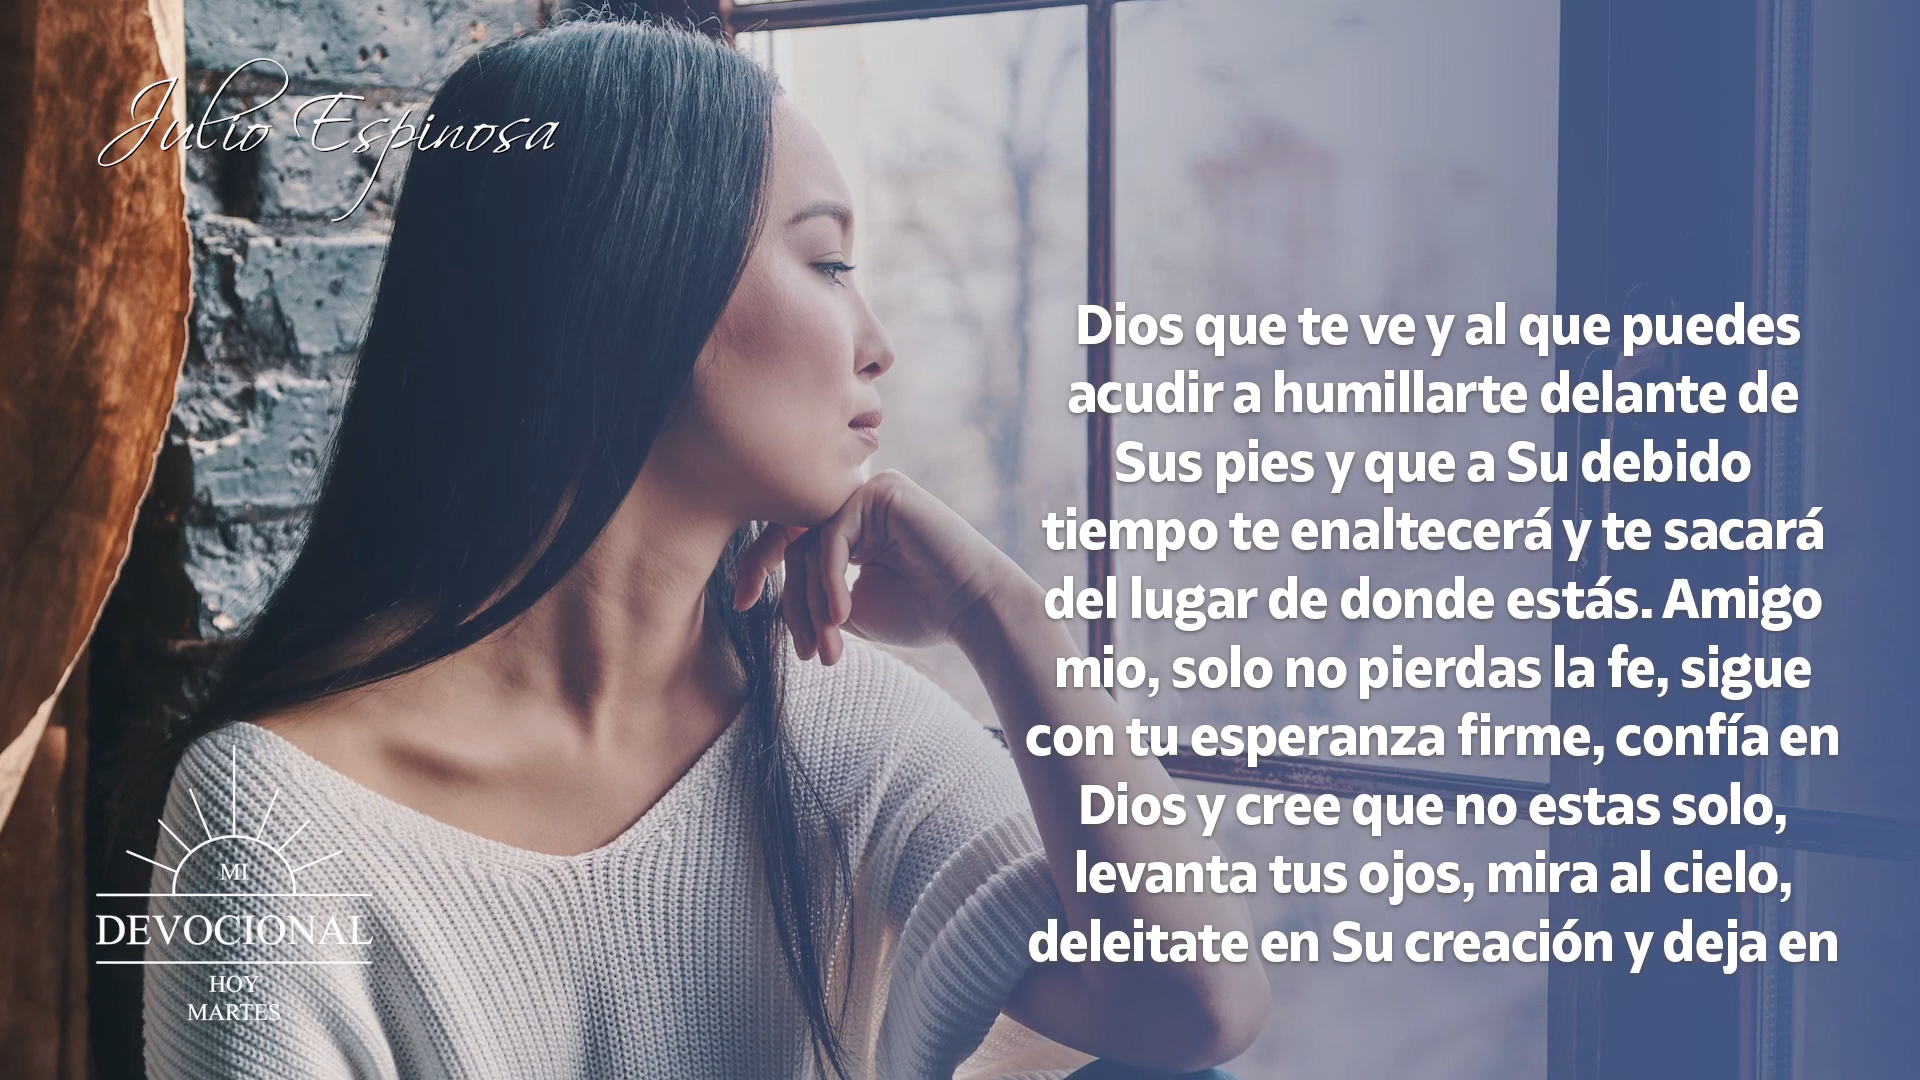 Julio Espinosa
Dios que te ve y al que puedes
acudir a humillarte delante de
Sus pies y que a Su debido
tiempo te enaltecerá y te sacará
del lugar de donde estás. Amigo
mio, solo no pierdas la fe, sigue
con tu esperanza firme, confía en
Dios y cree que no estas solo,
levanta tus ojos, mira al cielo,
deleitate en Su creación y deja en
MI
DEVOCIONAL
HOY
MARTES